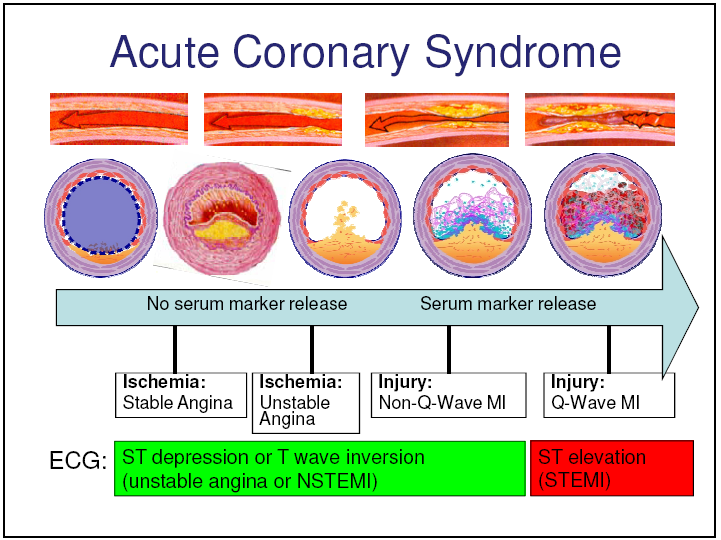 Acute Coronary Syndrome
No serum marker release
Serum marker release
Ischemia:
Stable Angina
Ischemia:
Unstable
Angina
Injury:
Non-Q-Wave MI
Injury:
Q-Wave MI
ECG:
ST depression or T wave inversion
(unstable angina or NSTEMI)
ST elevation
(STEMI)